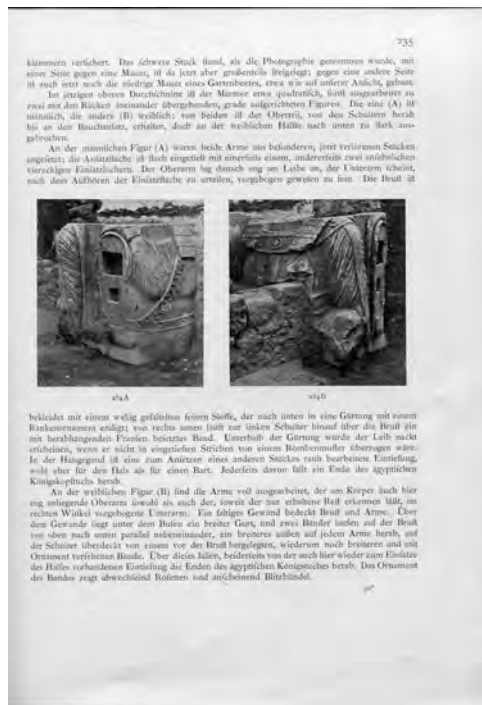 235
klammern versichert. Das schwere Stück stand, als die Photographie genommen wurde, mit
einer Seite gegen eine Mauer, ist da jetzt aber großenteils freigelegt; gegen eine andere Seite
ist auch jetzt noch die niedrige Mauer eines Gartenbeetes, etwa wie auf unserer Ansicht, gebaut.
Im jetzigen oberen Durchschnitte ist der Marmor etwa quadratisch, sonst ausgearbeitet zu
zwei mit den Rücken ineinander übergehenden, grade aufgerichteten Figuren. Die eine (A) ist
männlich, die andere (B) weiblich; von beiden ist der Oberteil, von den Schultern herab
bis an den Bauchansatz, erhalten, doch an der weiblichen Hälfte nach unten zu stark aus-
gebrochen.
An der männlichen Figur (A) waren beide Arme aus besonderen, jetzt verlorenen Stücken
angesetzt; die Ansatzfläche ist flach eingetieft mit einerseits einem, andererseits zwei ansehnlichen
viereckigen Einsatzlöchern. Der Oberarm lag danach eng am Leibe an, der Unterarm scheint,
nach dem Aufhören der Einsatzfläche zu urteilen, vorgebogen gewesen zu sein. Die Brust ist
284A
284B
bekleidet mit einem wellig gefältelten feinen Stoffe, der nach unten in eine Gürtung mit einem
Rankenornament endigt; von rechts unten läuft zur linken Schulter hinauf über die Brust ein
mit herabhangenden Fransen besetztes Band. Unterhalb der Gürtung würde der Leib nackt
erscheinen, wenn er nicht in eingetieften Strichen von einem Rombenmuster überzogen wäre.
In der Halsgegend ist eine zum Ansetzen eines anderen Stückes rauh bearbeitete Eintiefung,
wohl eher für den Hals als für einen Bart. Jederseits davon fällt ein Ende des ägyptischen
Königskopftuchs herab.
An der weiblichen Figur (B) sind die Arme voll ausgearbeitet, der am Körper auch hier
eng anliegende Oberarm sowohl als auch der, soweit der nur erhaltene Rest erkennen läßt, im
rechten Winkel vorgebogene Unterarm. Ein faltiges Gewand bedeckt Brust und Arme. Über
dem Gewande liegt unter dem Busen ein breiter Gurt, und zwei Bänder laufen auf der Brust
von oben nach unten parallel nebeneinander, ein breiteres außen auf jedem Arme herab, auf
der Schulter überdeckt von einem vor der Brust hergelegten, wiederum noch breiteren und mit
Ornament versehenen Bande. Über dieses fallen, beiderseits von der auch hier wieder zum Einsatze
des Halses vorhandenen Eintiefung die Enden des ägyptischen Königstuches herab. Das Ornament
des Bandes zeigt abwechselnd Rosetten und anscheinend Blitzbündel.